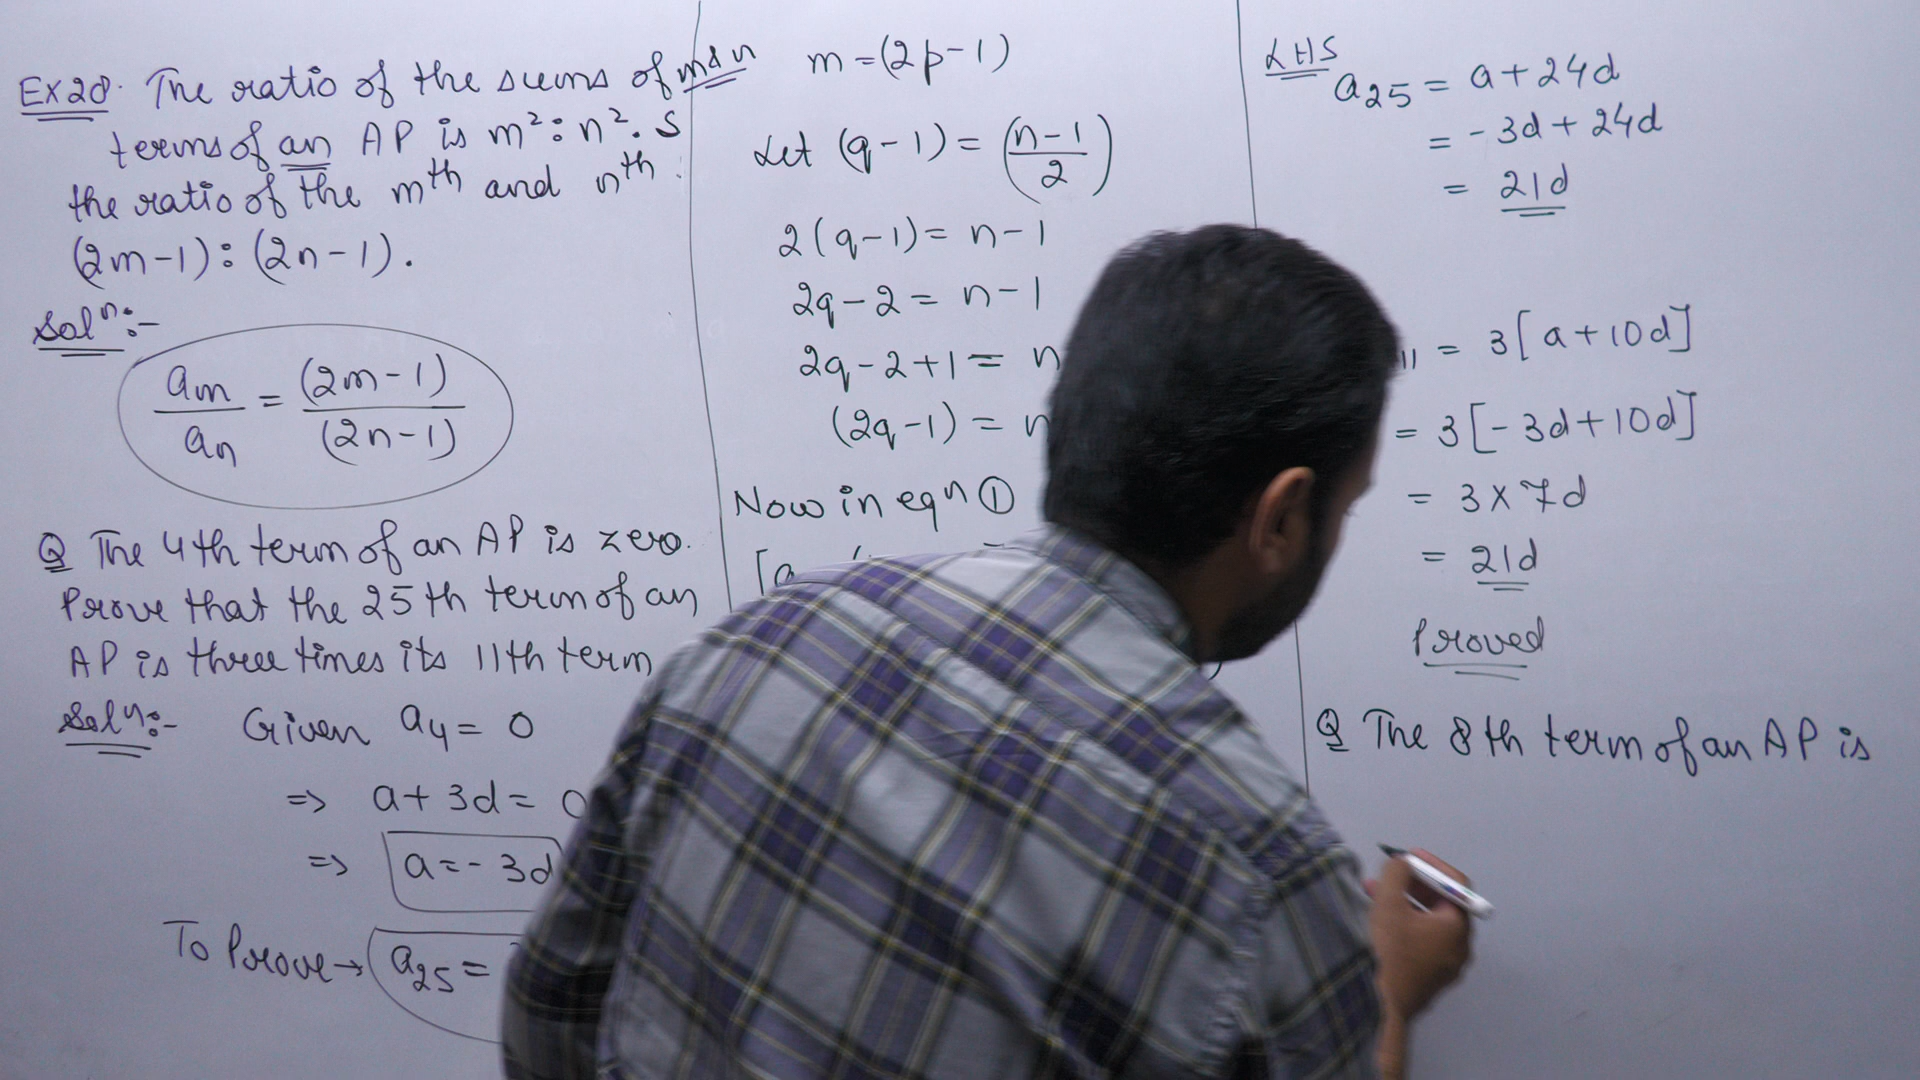 Ex 28. The ratio of the sums of m & n
terms of an AP is m²:n². S
the ratio of the mth and nth
(2m-1):(2n-1).
Solⁿ:-
am/an = (2m-1)/(2n-1)
Q The 4th term of an AP is zero.
Prove that the 25th term of an
AP is three times its 11th term
Solⁿ:- Given a₄ = 0
=> a+3d = 0
=> a = -3d
To Prove → a₂₅ =
m = (2p-1)
Let (q-1) = (n-1/2)
2(q-1) = n-1
2q-2 = n-1
2q-2+1 = n
(2q-1) = n
Now in eqn ①
[a
LHS
a₂₅ = a+24d
= -3d+24d
= 21d
11 = 3[a+10d]
= 3[-3d+10d]
= 3×7d
= 21d
Proved
Q The 8th term of an AP is